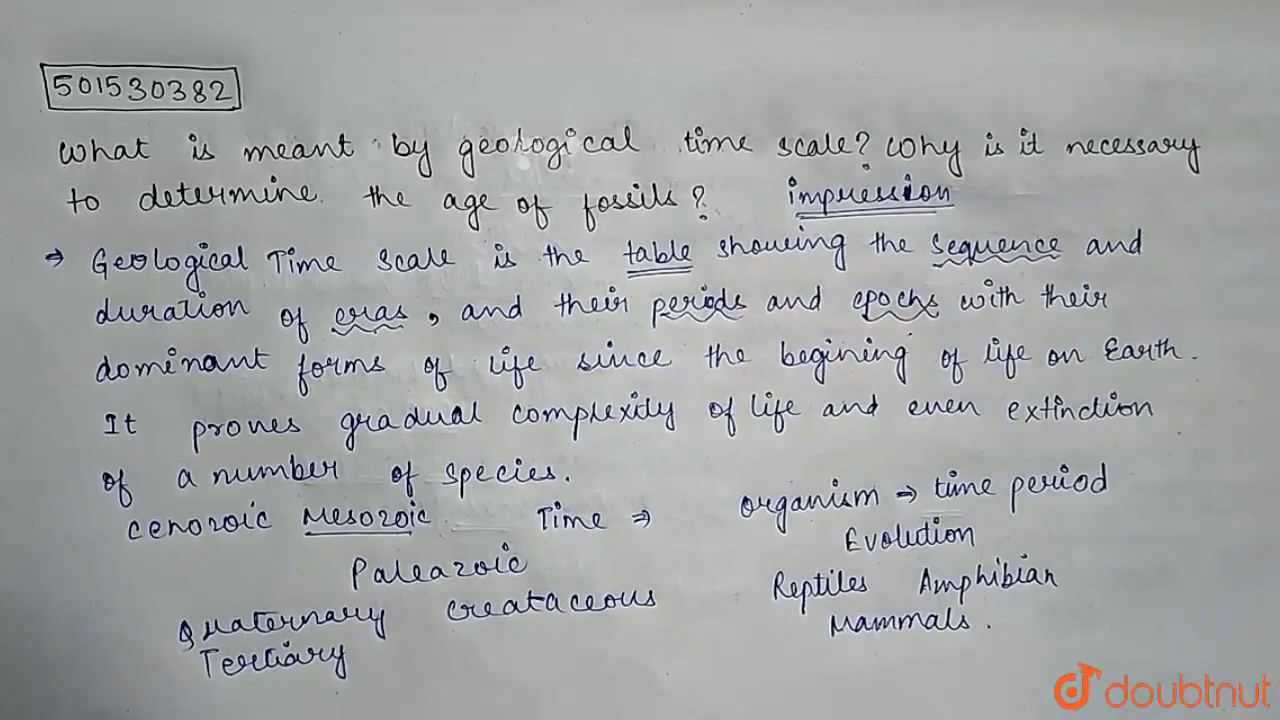 501530382
What is meant by geological time scale? Why is it necessary
to determine the age of fossils? impression
⇒ Geological Time scale is the table showing the sequence and
duration of eras, and their periods and epochs with their
dominant forms of life since the begining of life on Earth.
It proves gradual complexity of life and even extinction
of a number of species.
Cenozoic Mesozoic Time ⇒ organism ⇒ time period
Evolution
Paleazoic
Reptiles Amphibian
Quaternary Creataceous
Mammals.
Tertiary
doubtnut